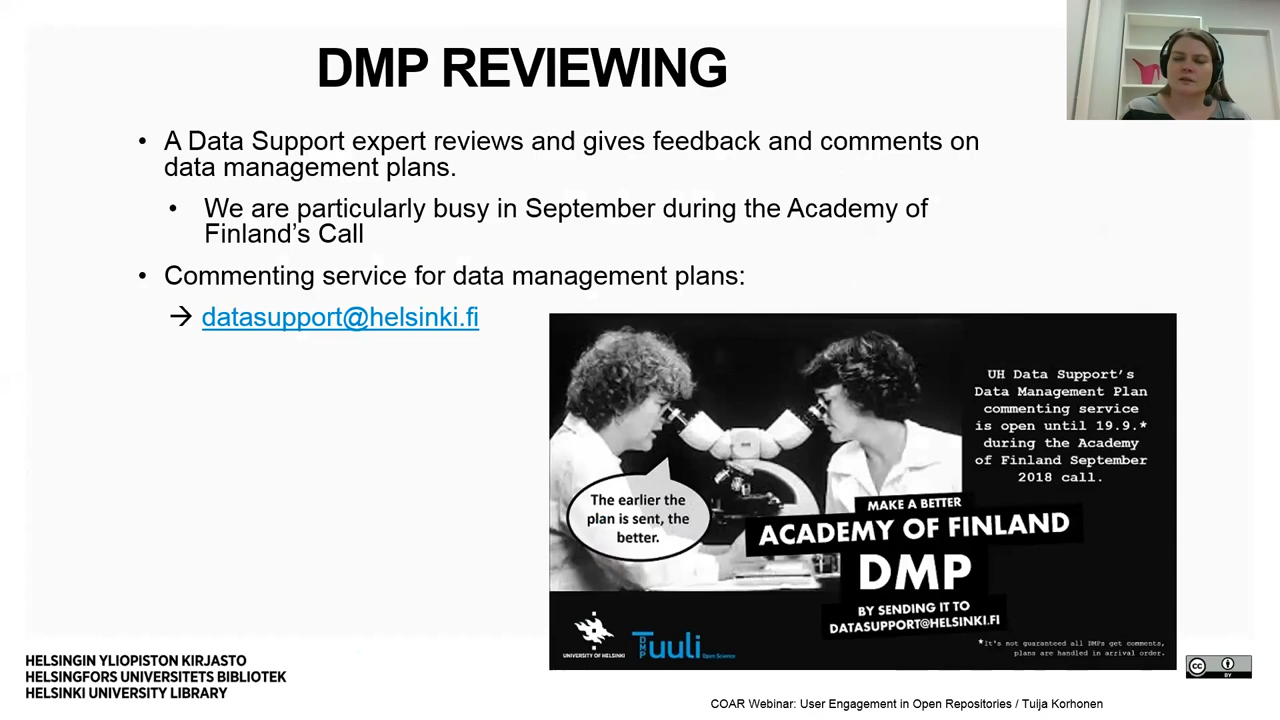 DMP REVIEWING
• A Data Support expert reviews and gives feedback and comments on
data management plans.
• We are particularly busy in September during the Academy of
Finland’s Call
• Commenting service for data management plans:
→ datasupport@helsinki.fi
UH Data Support’s
Data Management Plan
commenting service
is open until 19.9.*
during the Academy
of Finland September
2018 call.
The earlier the
plan is sent, the
better.
MAKE A BETTER
ACADEMY OF FINLAND
DMP
BY SENDING IT TO
DATASUPPORT@HELSINKI.FI
UNIVERSITY OF HELSINKI
DMP Tuuli Open Science
*It's not guaranteed all DMPs get comments,
plans are handled in arrival order.
HELSINGIN YLIOPISTON KIRJASTO
HELSINGFORS UNIVERSITETS BIBLIOTEK
HELSINKI UNIVERSITY LIBRARY
cc BY
COAR Webinar: User Engagement in Open Repositories / Tuija Korhonen